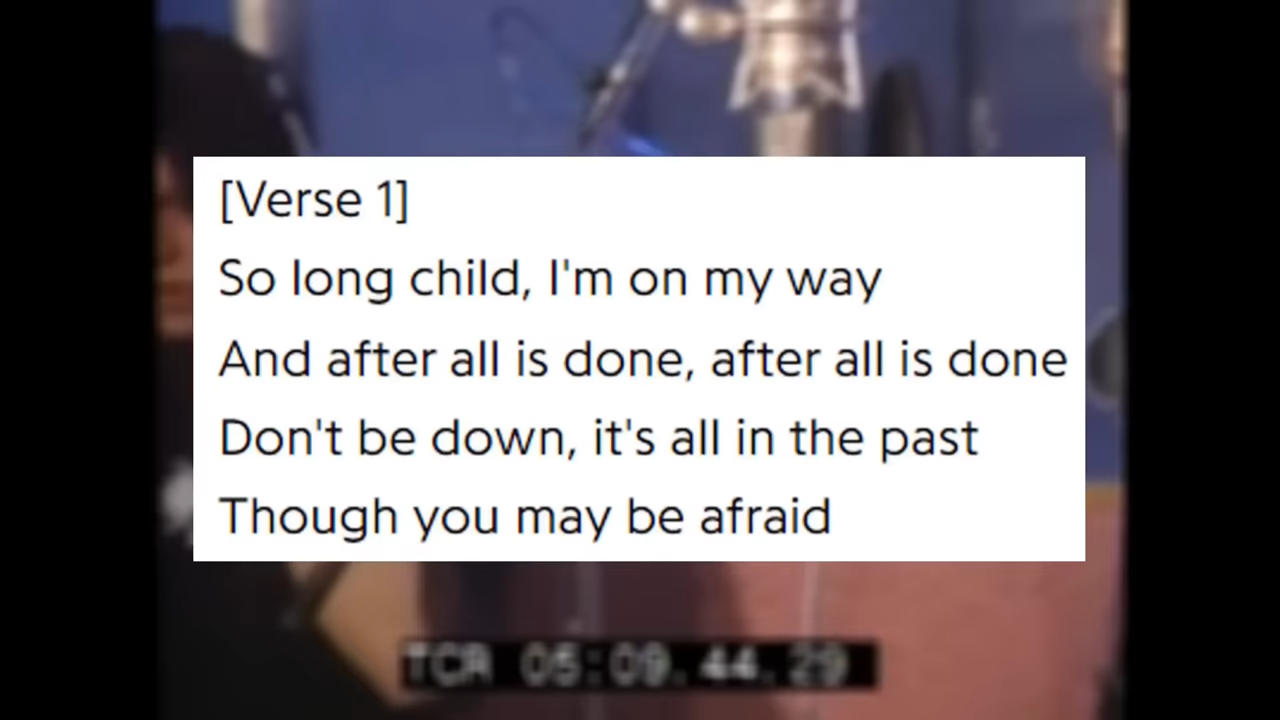 [Verse 1]
So long child, I'm on my way
And after all is done, after all is done
Don't be down, it's all in the past
Though you may be afraid
TCR 05:09.44.29